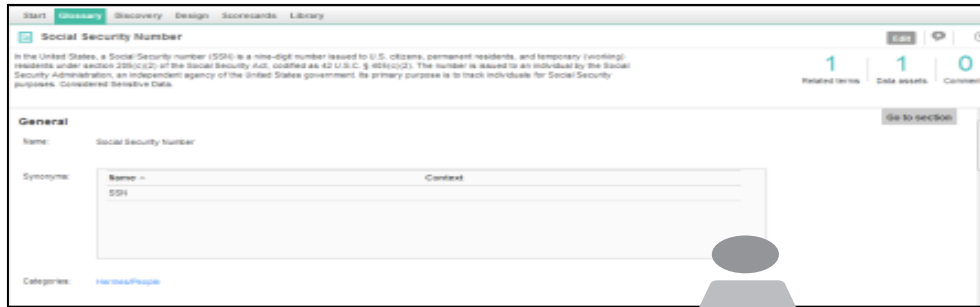 Start Glossary Discovery Design Scorecards Library
Social Security Number
Edit
In the United States, a Social Security number (SSN) is a nine-digit number issued to U.S. citizens, permanent residents, and temporary (working)
residents under section 205(c)(2) of the Social Security Act, codified as 42 U.S.C. § 405(c)(2). The number is issued to an individual by the Social
Security Administration, an independent agency of the United States government. Its primary purpose is to track individuals for Social Security
purposes. Considered Sensitive Data.
1 1 0
Related terms Data assets Commen
General
Go to section
Name: Social Security Number
Synonyms:
Name Context
SSN
Categories: Hermes/People